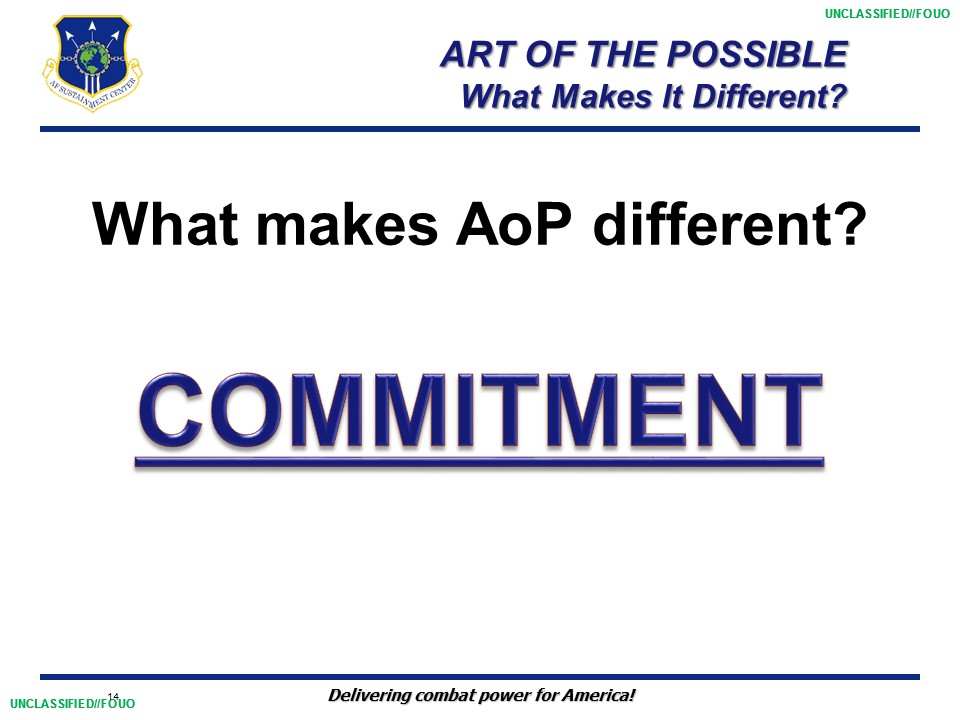 UNCLASSIFIED//FOUO
AF SUSTAINMENT CENTER
ART OF THE POSSIBLE
What Makes It Different?
What makes AoP different?
COMMITMENT
14
Delivering combat power for America!
UNCLASSIFIED//FOUO